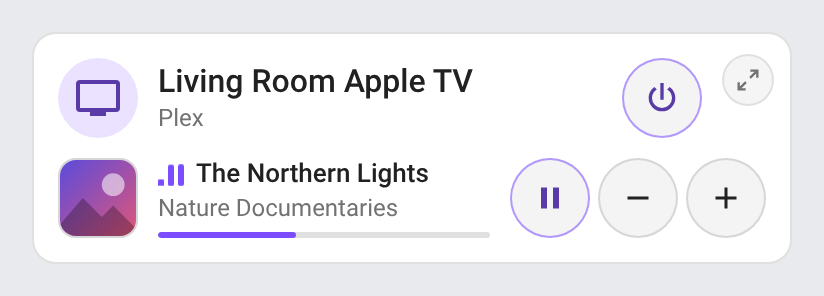 Living Room Apple TV
Plex
The Northern Lights
Nature Documentaries